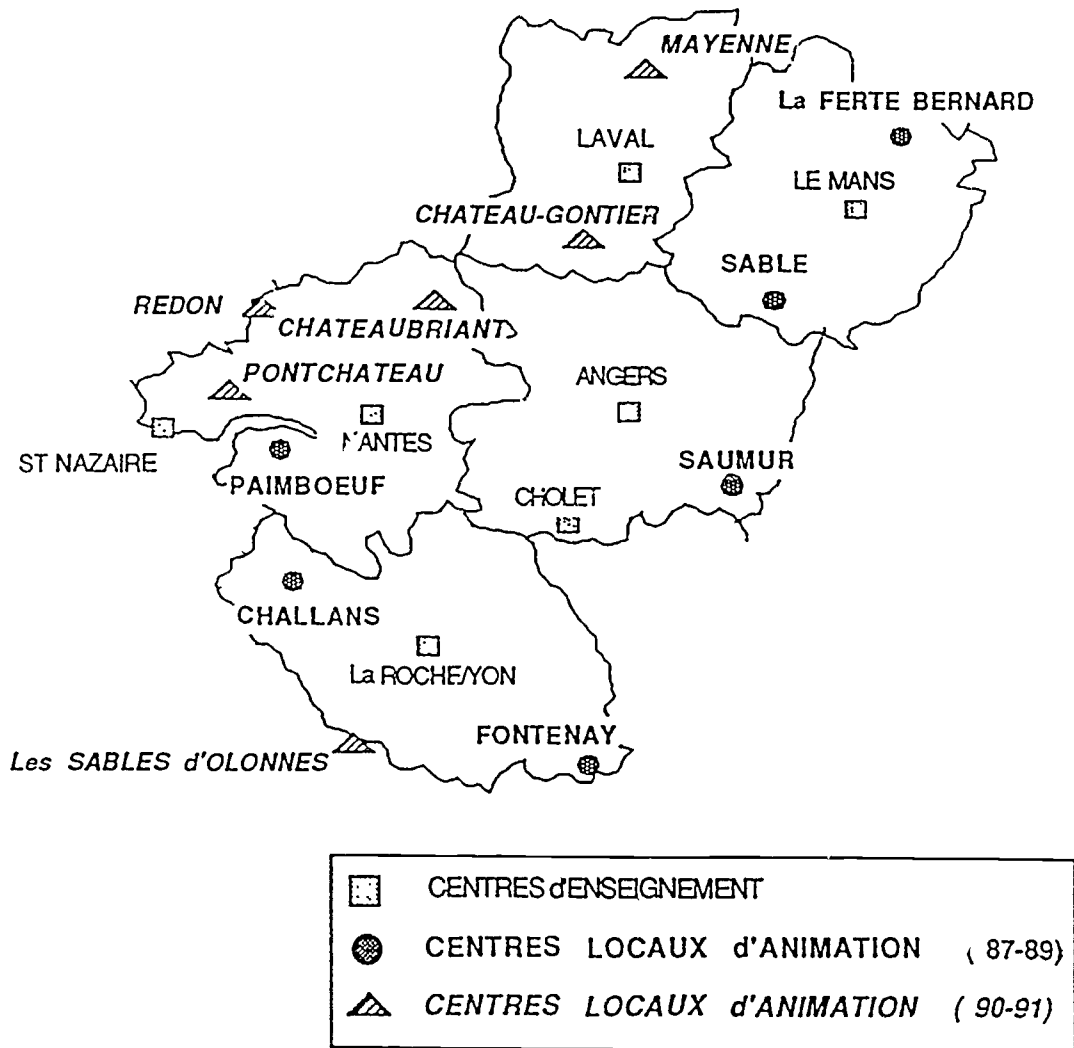 MAYENNE
La FERTE BERNARD
LAVAL
LE MANS
CHATEAU-GONTIER
SABLE
REDON
CHATEAUBRIANT
PONTCHATEAU
ANGERS
NANTES
ST NAZAIRE
SAUMUR
PAIMBOEUF
CHOLET
CHALLANS
La ROCHE/YON
FONTENAY
Les SABLES d'OLONNES
CENTRES d'ENSEIGNEMENT
CENTRES LOCAUX d'ANIMATION ( 87-89)
CENTRES LOCAUX d'ANIMATION ( 90-91)